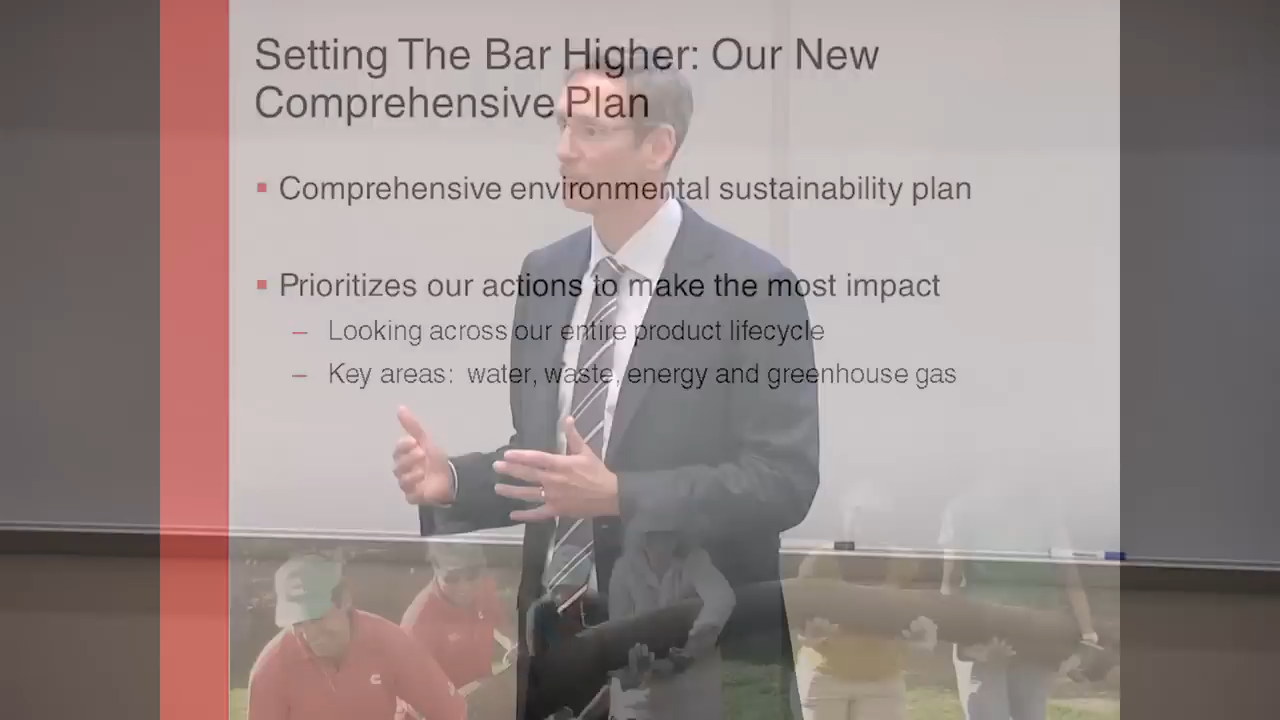 Setting The Bar Higher: Our New
Comprehensive Plan
▪ Comprehensive environmental sustainability plan
▪ Prioritizes our actions to make the most impact
– Looking across our entire product lifecycle
– Key areas: water, waste, energy and greenhouse gas